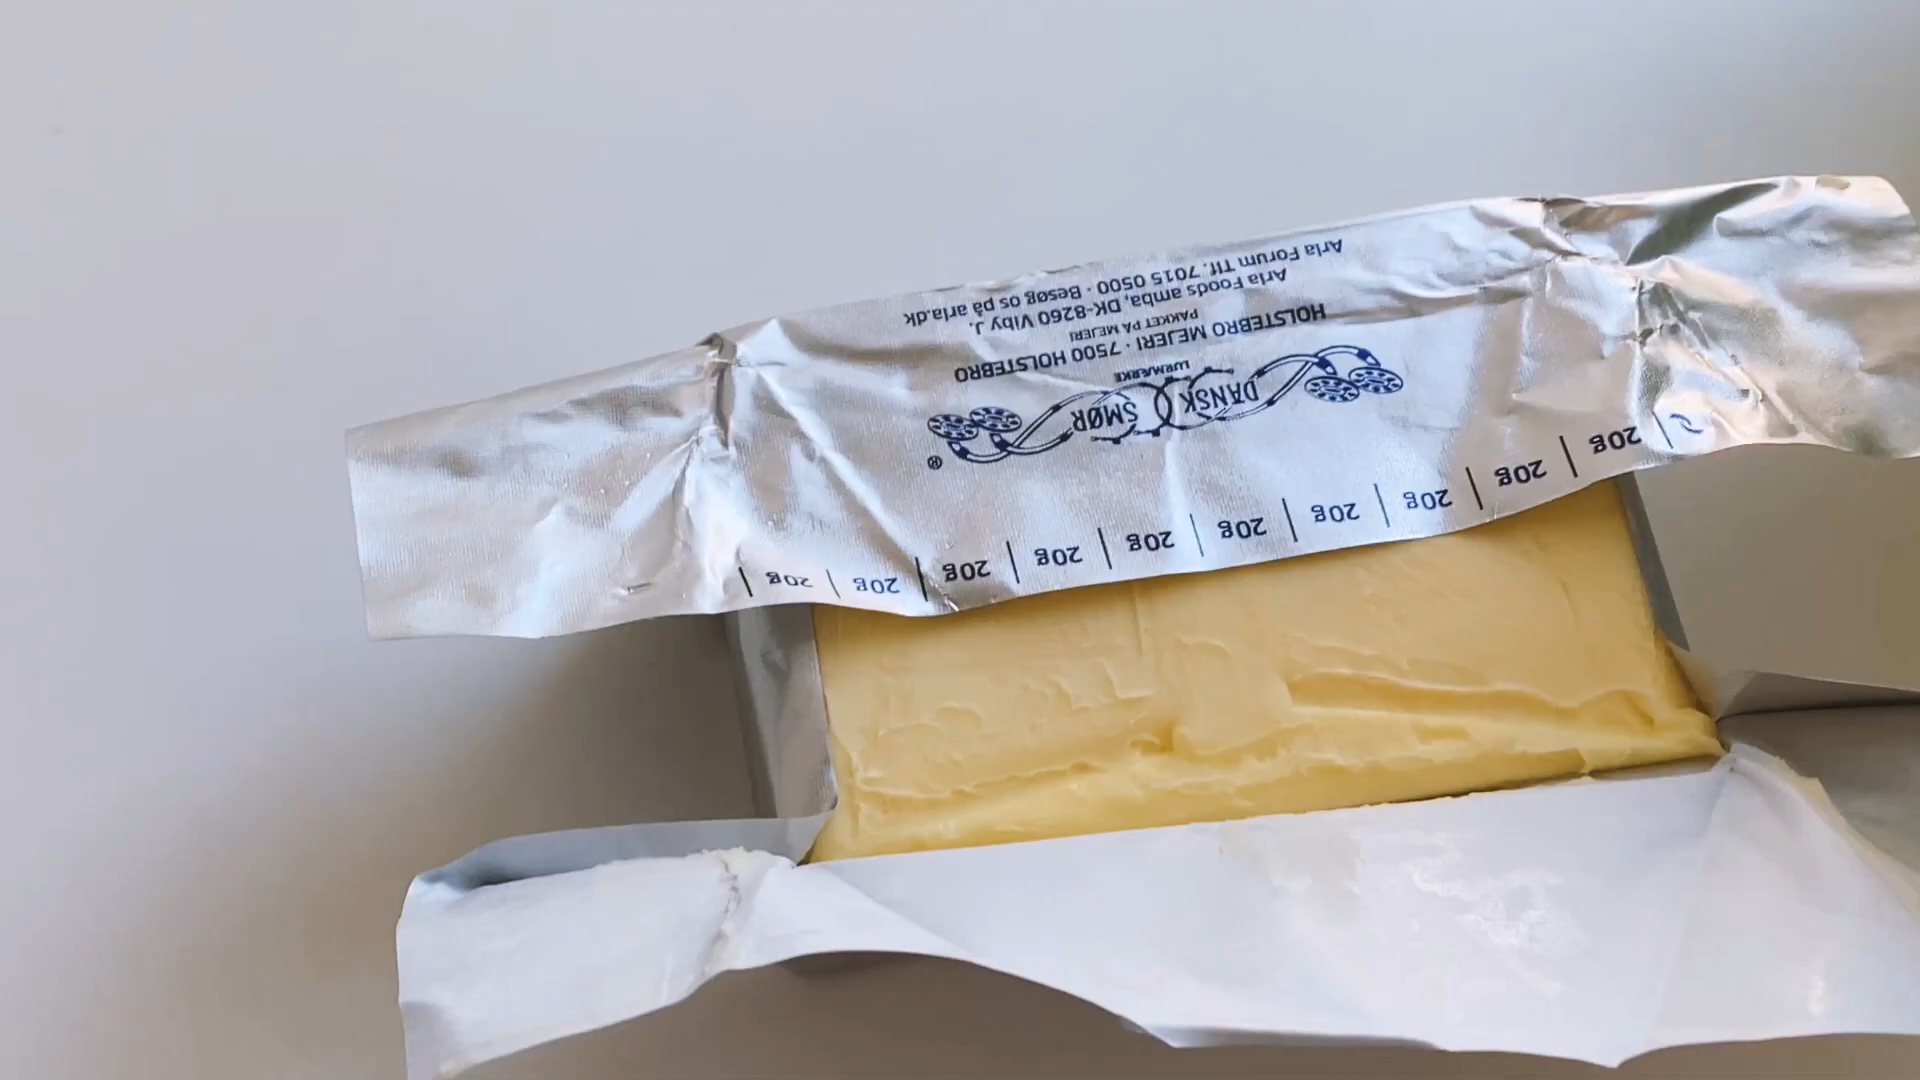 20g | 20g | 20g | 20g | 20g | 20g | 20g | 20g | 20g | 20g |
DANSK SMØR ®
LURMÆRKE
HOLSTEBRO MEJERI · 7500 HOLSTEBRO
PAKKET PÅ MEJERI
Arla Foods amba, DK-8260 Viby J.
Arla Forum Tlf. 7015 0500 · Besøg os på arla.dk